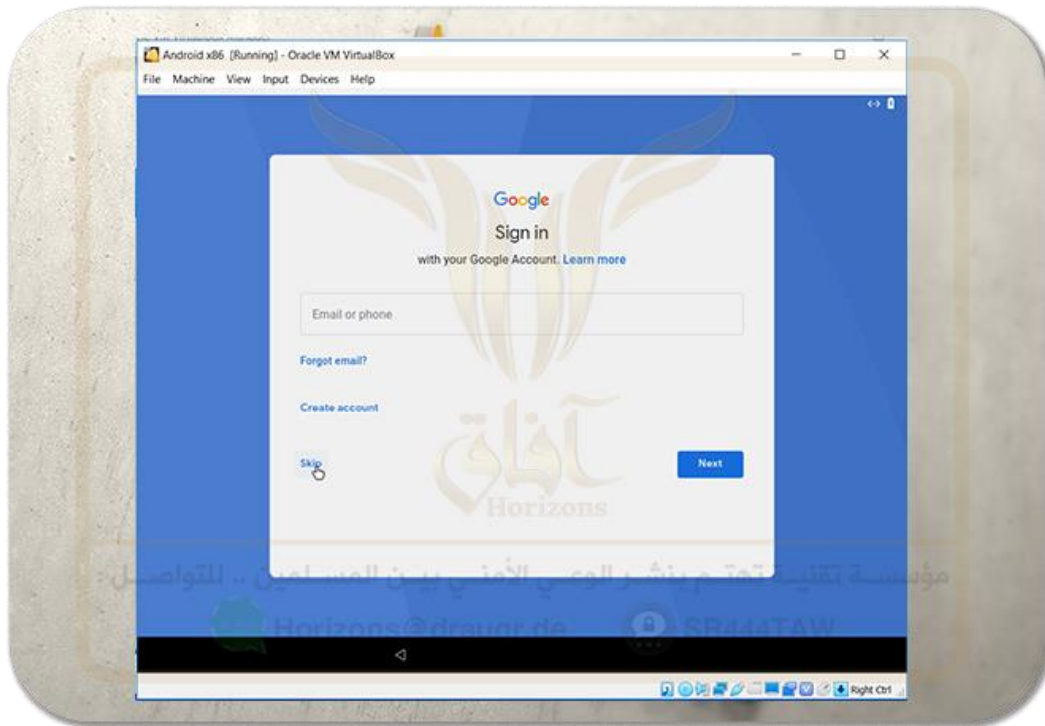 Android x86 [Running] - Oracle VM VirtualBox
File Machine View Input Devices Help
Google
Sign in
with your Google Account. Learn more
Email or phone
Forgot email?
Create account
Skip
Next
آفاق
Horizons
مؤسسة تقنية تهتم بنشر الوعي الأمني بين المسلمين .. للتواصل:
Horizons@draugr.de
SR444TAW
Right Ctrl